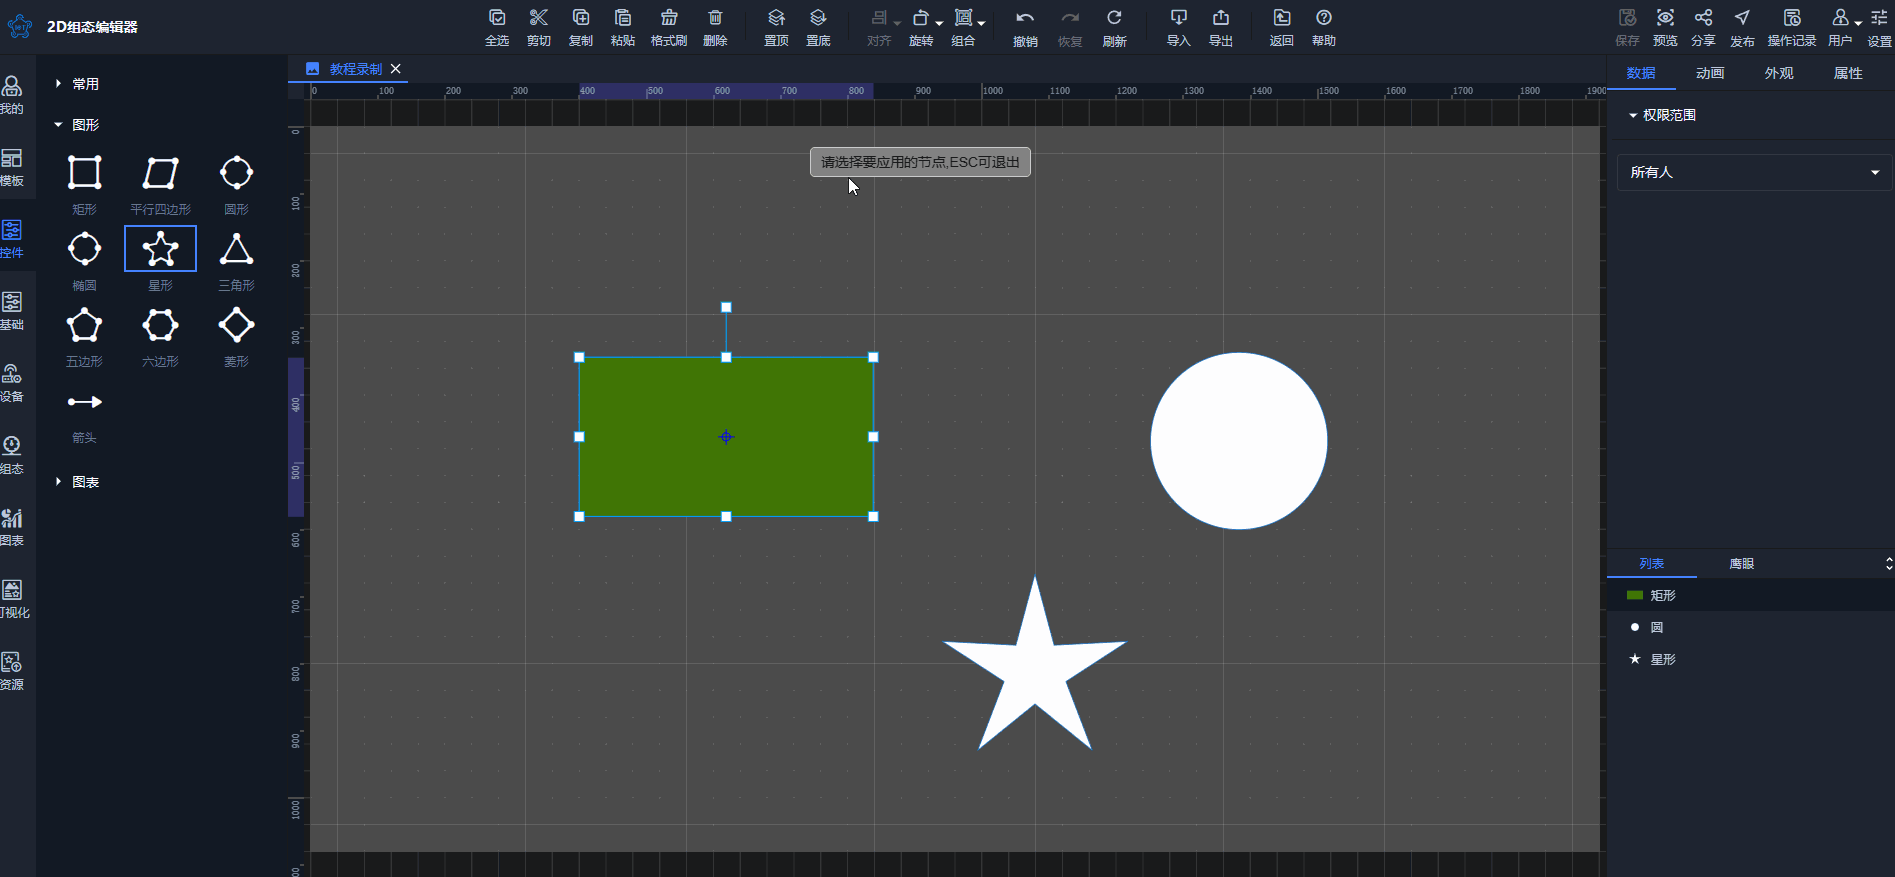 2D组态编辑器
全选 剪切 复制 粘贴 格式刷 删除 置顶 置底 对齐 旋转 组合 撤销 恢复 刷新 导入 导出 返回 帮助 保存 预览 分享 发布 操作记录 用户 设置
我的
模板
控件
基础
设备
组态
图表
可视化
资源
常用
图形
矩形 平行四边形 圆形
椭圆 星形 三角形
五边形 六边形 菱形
箭头
图表
教程录制
0 100 200 300 400 500 600 700 800 900 1000 1100 1200 1300 1400 1500 1600 1700 1800 1900
0
100
200
300
400
500
600
700
800
900
1000
请选择要应用的节点,ESC可退出
数据 动画 外观 属性
权限范围
所有人
列表 鹰眼
矩形
圆
星形